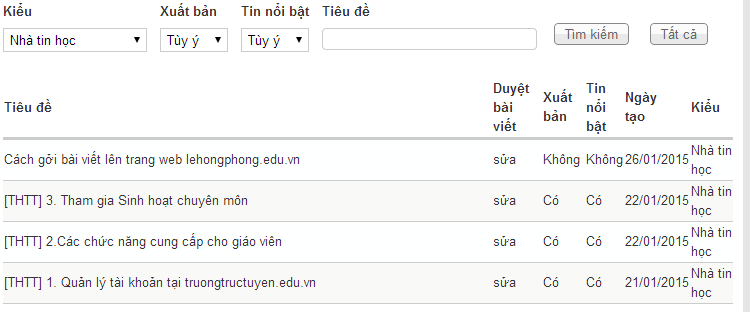 Kiểu Xuất bản Tin nổi bật Tiêu đề
Nhà tin học Tùy ý Tùy ý Tìm kiếm Tất cả
Tiêu đề Duyệt bài viết Xuất bản Tin nổi bật Ngày tạo Kiểu
Cách gởi bài viết lên trang web lehongphong.edu.vn sửa Không Không 26/01/2015 Nhà tin học
[THTT] 3. Tham gia Sinh hoạt chuyên môn sửa Có Có 22/01/2015 Nhà tin học
[THTT] 2.Các chức năng cung cấp cho giáo viên sửa Có Có 22/01/2015 Nhà tin học
[THTT] 1. Quản lý tài khoản tại truongtructuyen.edu.vn sửa Có Có 21/01/2015 Nhà tin học